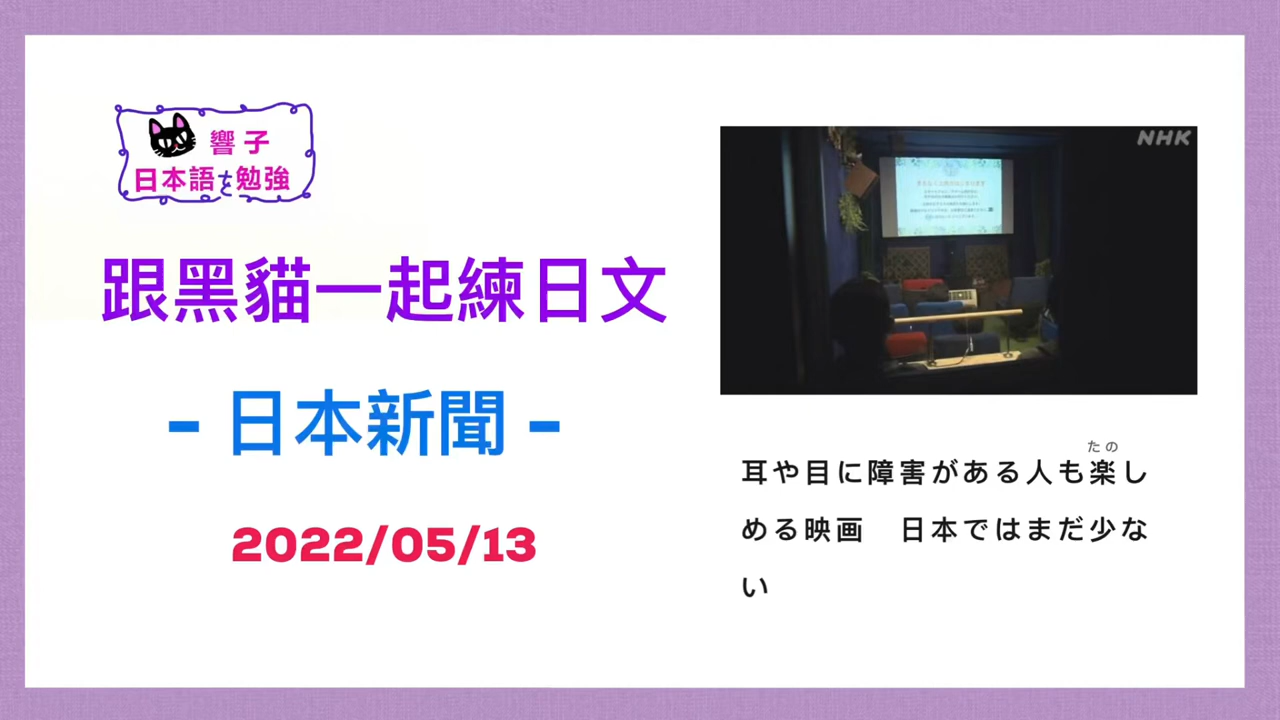 響子
日本語を勉強
跟黑貓一起練日文
- 日本新聞 -
2022/05/13
NHK
たの
耳や目に障害がある人も楽し
める映画　日本ではまだ少な
い